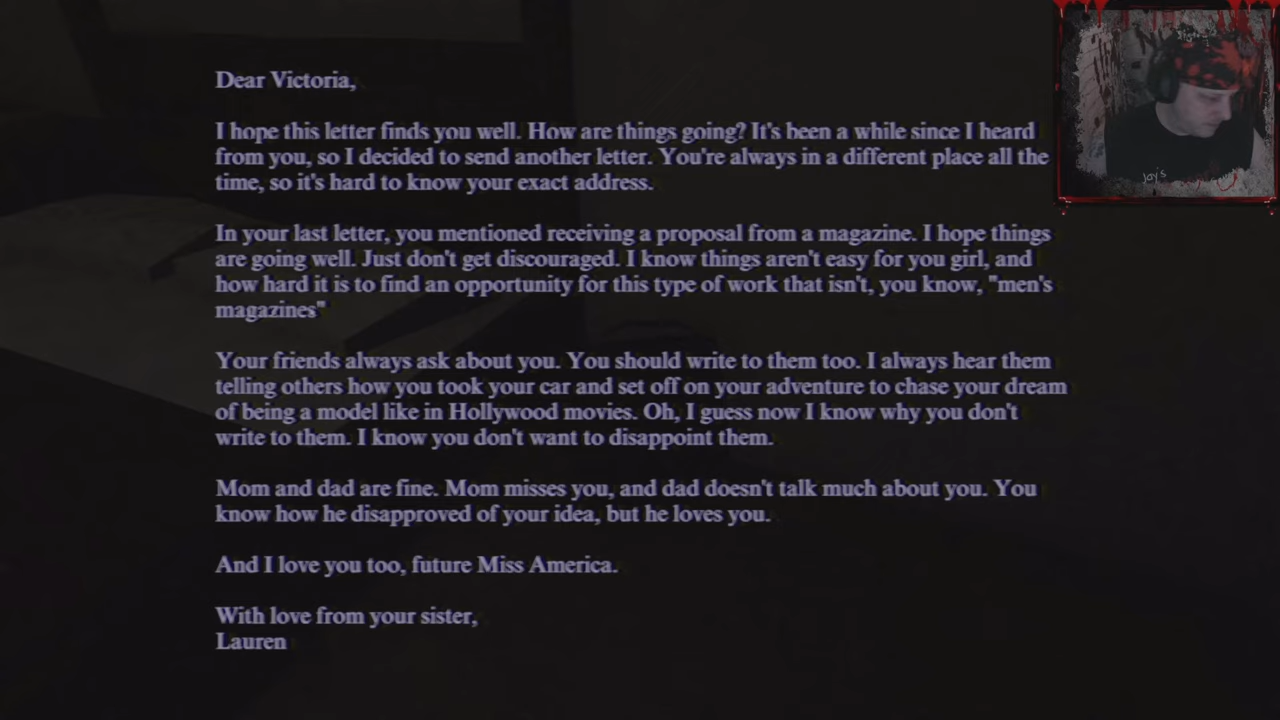 Dear Victoria,
I hope this letter finds you well. How are things going? It's been a while since I heard
from you, so I decided to send another letter. You're always in a different place all the
time, so it's hard to know your exact address.
In your last letter, you mentioned receiving a proposal from a magazine. I hope things
are going well. Just don't get discouraged. I know things aren't easy for you girl, and
how hard it is to find an opportunity for this type of work that isn't, you know, "men's
magazines"
Your friends always ask about you. You should write to them too. I always hear them
telling others how you took your car and set off on your adventure to chase your dream
of being a model like in Hollywood movies. Oh, I guess now I know why you don't
write to them. I know you don't want to disappoint them.
Mom and dad are fine. Mom misses you, and dad doesn't talk much about you. You
know how he disapproved of your idea, but he loves you.
And I love you too, future Miss America.
With love from your sister,
Lauren
Jay's